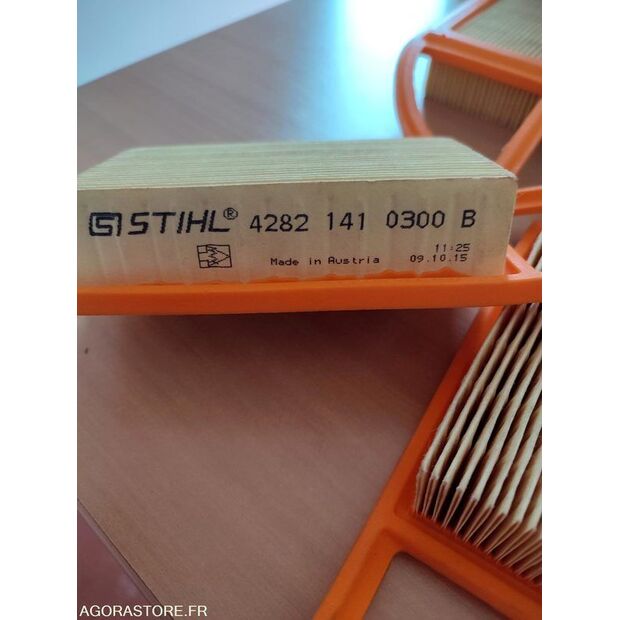 STIHL® 4282 141 0300 B
11:25
Made in Austria 09.10.15
AGORASTORE.FR